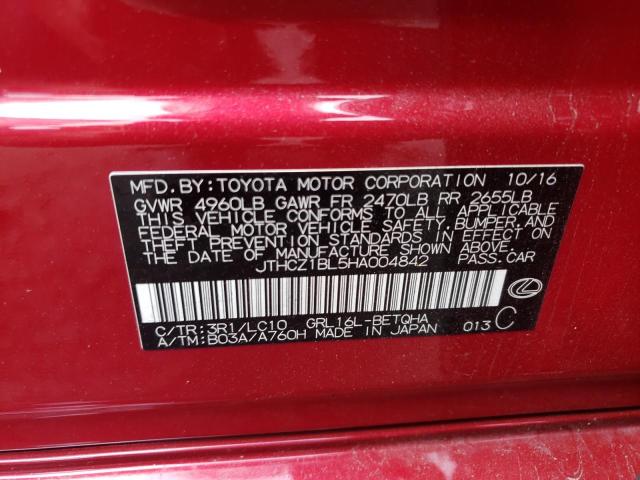 MFD.BY:TOYOTA MOTOR CORPORATION 10/16
GVWR 4960LB GAWR FR 2470LB RR 2655LB
THIS VEHICLE CONFORMS TO ALL APPLICABLE
FEDERAL MOTOR VEHICLE SAFETY,BUMPER,AND
THEFT PREVENTION STANDARDS IN EFFECT ON
THE DATE OF MANUFACTURE SHOWN ABOVE.
JTHCZ1BL5HA004842 PASS.CAR
C/TR:3R1/LC10 GRL16L-BETQHA
A/TM:B03A/A760H MADE IN JAPAN 013 C